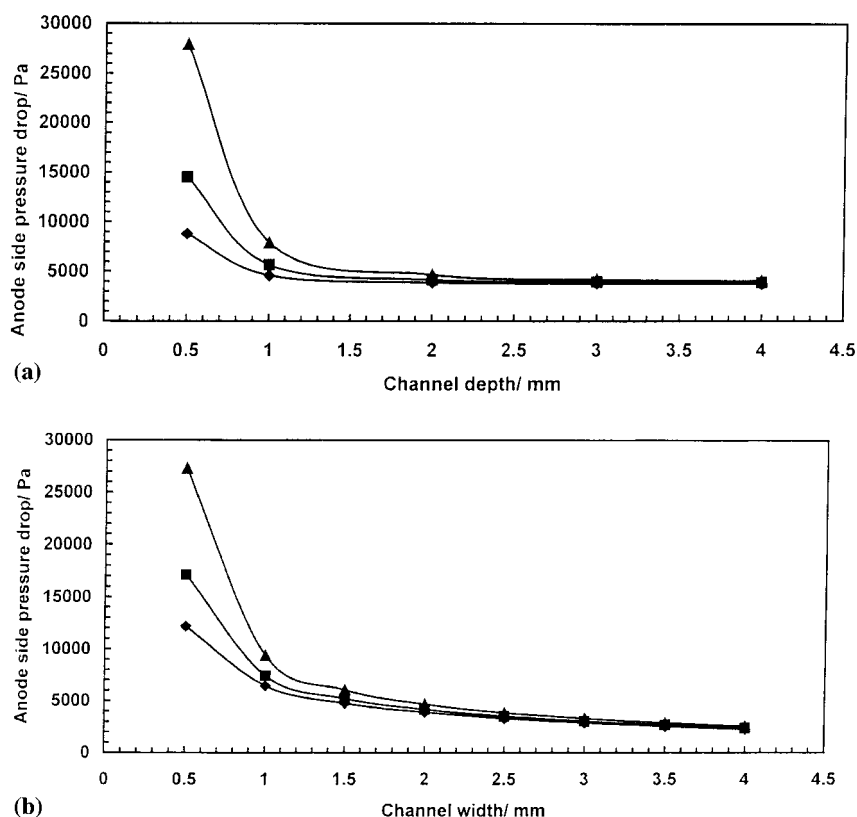 30000
25000
20000
15000
10000
5000
0
Anode side pressure drop/ Pa
0 0.5 1 1.5 2 2.5 3 3.5 4 4.5
Channel depth/ mm
(a)
30000
25000
20000
15000
10000
5000
0
Anode side pressure drop/ Pa
0 0.5 1 1.5 2 2.5 3 3.5 4 4.5
Channel width/ mm
(b)